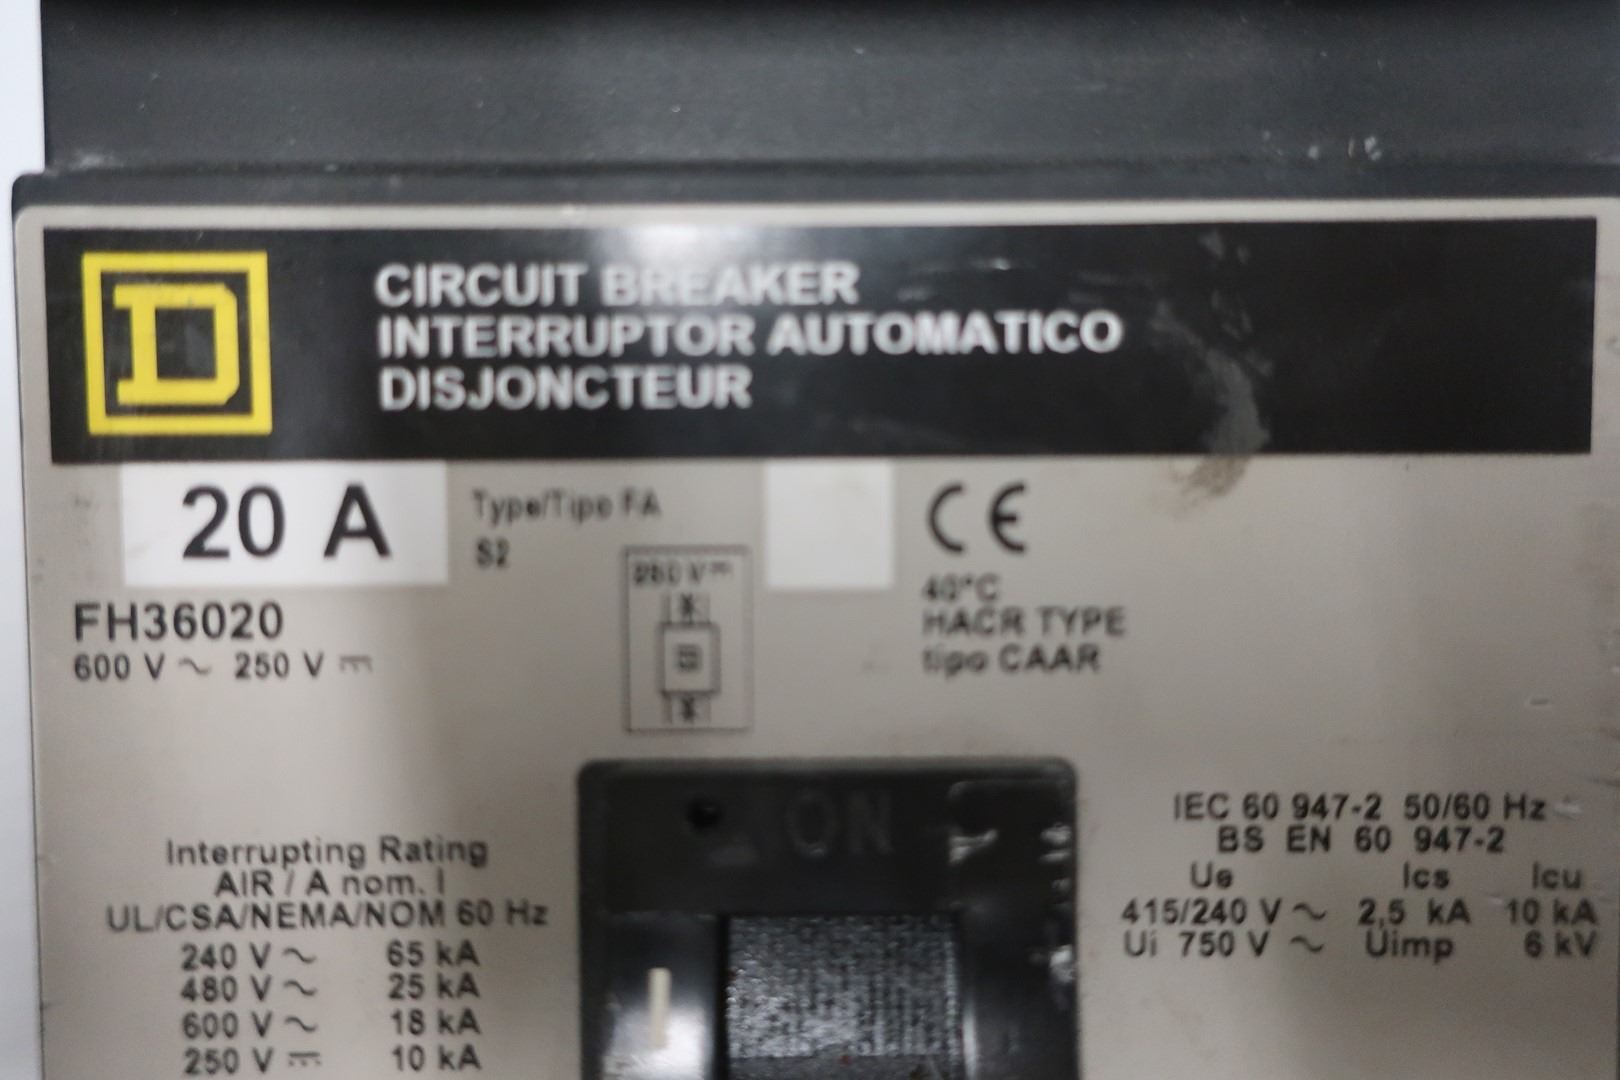 D
CIRCUIT BREAKER
INTERRUPTOR AUTOMATICO
DISJONCTEUR
20 A
Type/Tipo FA
S2
250 V ⎓
CE
40°C
HACR TYPE
tipo CAAR
FH36020
600 V ~ 250 V ⎓
ON
Interrupting Rating
AIR / A nom. I
UL/CSA/NEMA/NOM 60 Hz
240 V ~ 65 kA
480 V ~ 25 kA
600 V ~ 18 kA
250 V ⎓ 10 kA
IEC 60 947-2 50/60 Hz
BS EN 60 947-2
Ue Ics Icu
415/240 V ~ 2,5 kA 10 kA
Ui 750 V ~ Uimp 6 kV